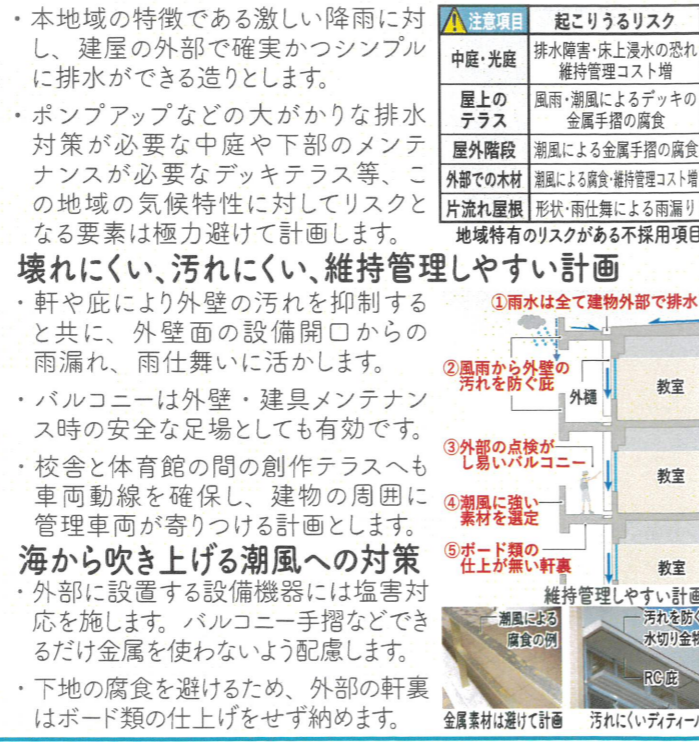 ・本地域の特徴である激しい降雨に対
し、建屋の外部で確実かつシンプル
に排水ができる造りとします。
・ポンプアップなどの大がかりな排水
対策が必要な中庭や下部のメンテ
ナンスが必要なデッキテラス等、こ
の地域の気候特性に対してリスクと
なる要素は極力避けて計画します。
注意項目 起こりうるリスク
中庭・光庭 排水障害・床上浸水の恐れ
維持管理コスト増
屋上の
テラス
風雨・潮風によるデッキの
金属手摺の腐食
屋外階段 潮風による金属手摺の腐食
外部での木材 潮風による腐食・維持管理コスト増
片流れ屋根 形状・雨仕舞による雨漏り
地域特有のリスクがある不採用項目
壊れにくい、汚れにくい、維持管理しやすい計画
・軒や庇により外壁の汚れを抑制する
と共に、外壁面の設備開口からの
雨漏れ、雨仕舞いに活かします。
・バルコニーは外壁・建具メンテナン
ス時の安全な足場としても有効です。
・校舎と体育館の間の創作テラスへも
車両動線を確保し、建物の周囲に
管理車両が寄りつける計画とします。
①雨水は全て建物外部で排水
②風雨から外壁の
汚れを防ぐ庇
外樋
教室
③外部の点検が
し易いバルコニー
教室
④潮風に強い
素材を選定
⑤ボード類の
仕上が無い軒裏
教室
維持管理しやすい計画
海から吹き上げる潮風への対策
・外部に設置する設備機器には塩害対
応を施します。バルコニー手摺などでき
るだけ金属を使わないよう配慮します。
・下地の腐食を避けるため、外部の軒裏
はボード類の仕上げをせず納めます。
潮風による
腐食の例
金属素材は避けて計画
汚れを防ぐ
水切り金物
RC庇
汚れにくいディティール